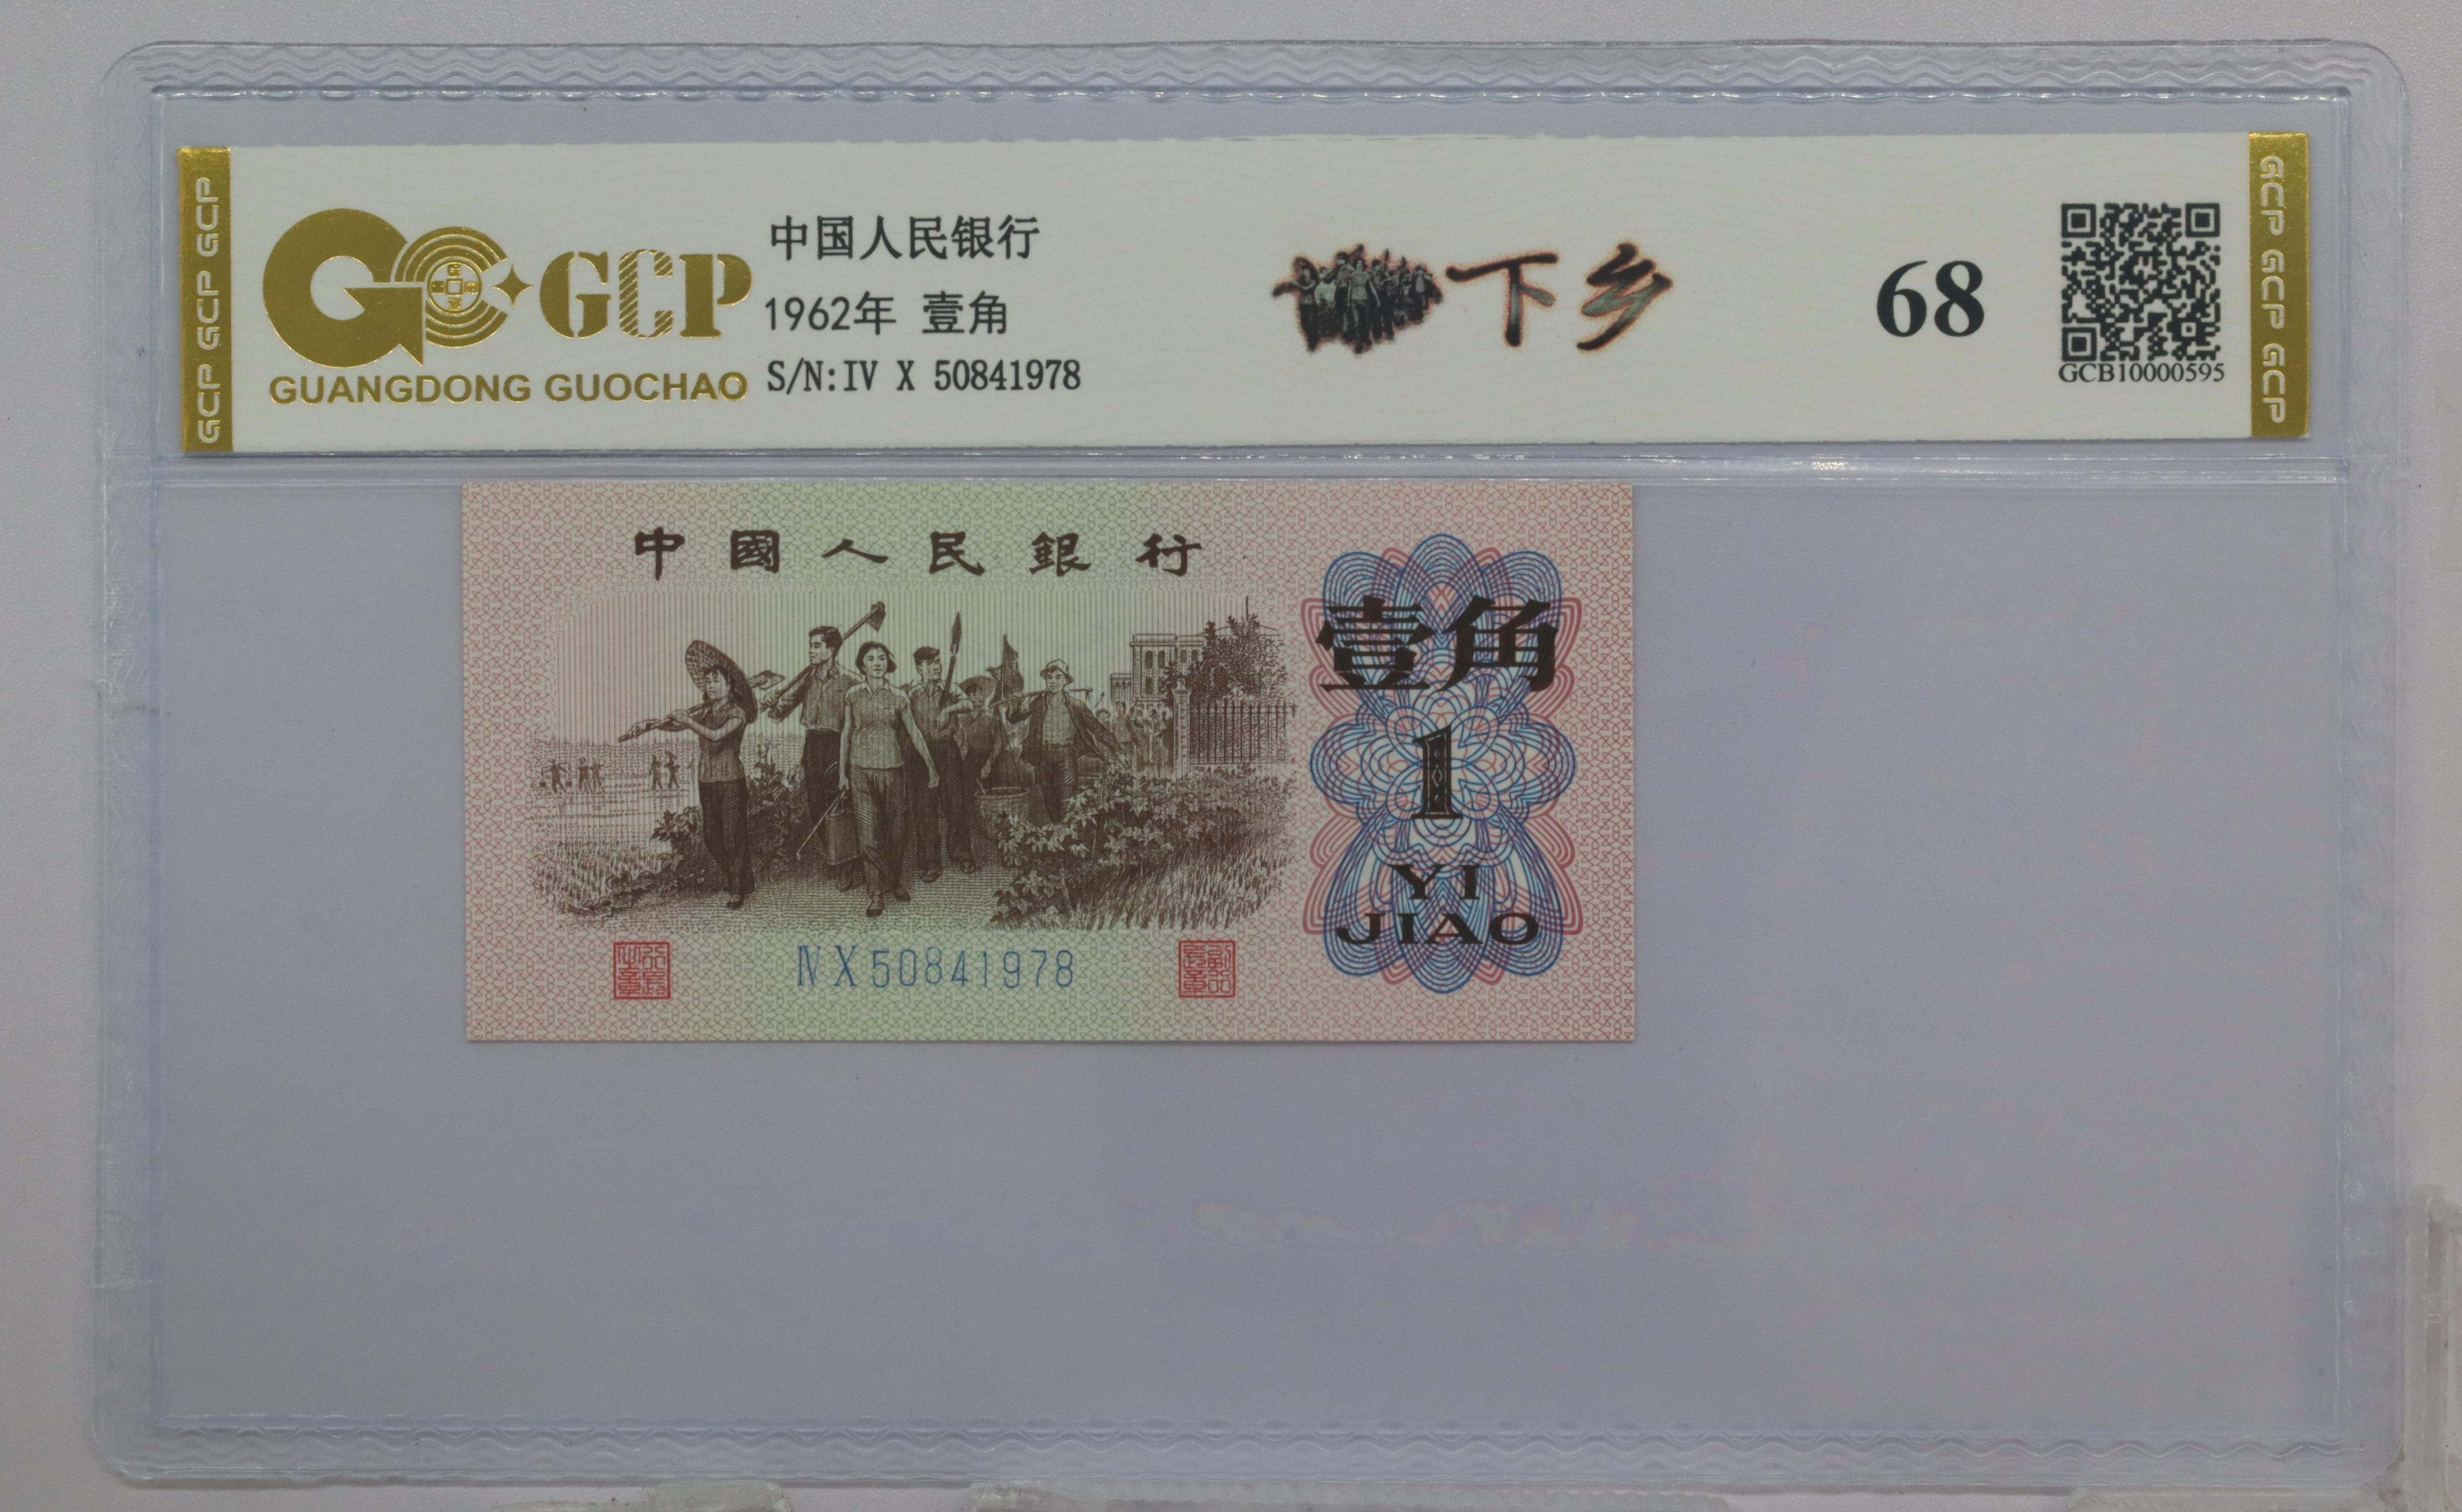 GCP GCP GCP
GCP
GUANGDONG GUOCHAO
中国人民银行
1962年 壹角
S/N:IV X 50841978
下乡
68
GCB10000595
GCP GCP GCP
中國人民銀行
壹角
1
YI
JIAO
ⅣX50841978